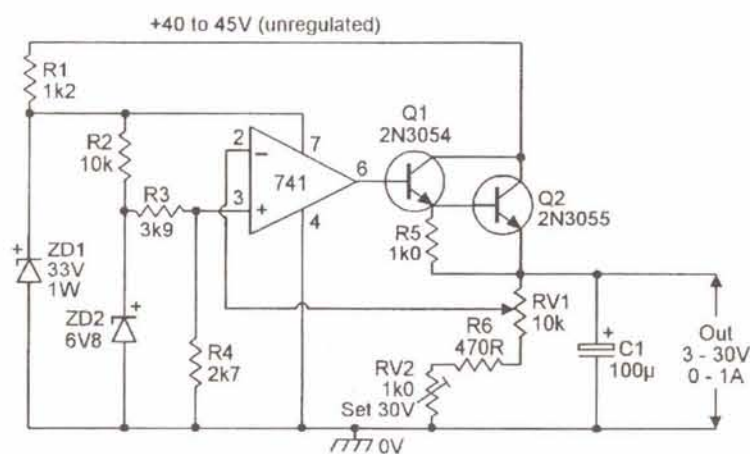 +40 to 45V (unregulated)
R1
1k2
R2
10k
R3
3k9
2
3
7
6
4
741
Q1
2N3054
Q2
2N3055
R5
1k0
ZD1
33V
1W
ZD2
6V8
R4
2k7
RV1
10k
R6
470R
RV2
1k0
Set 30V
C1
100µ
Out
3 - 30V
0 - 1A
0V